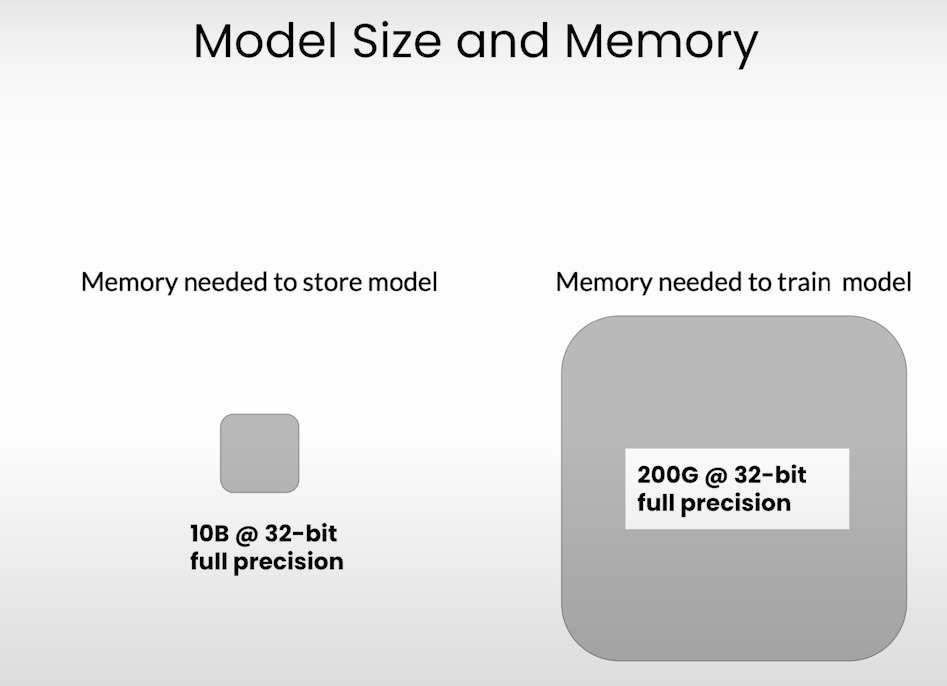 Model Size and Memory
Memory needed to store model
Memory needed to train model
10B @ 32-bit
full precision
200G @ 32-bit
full precision